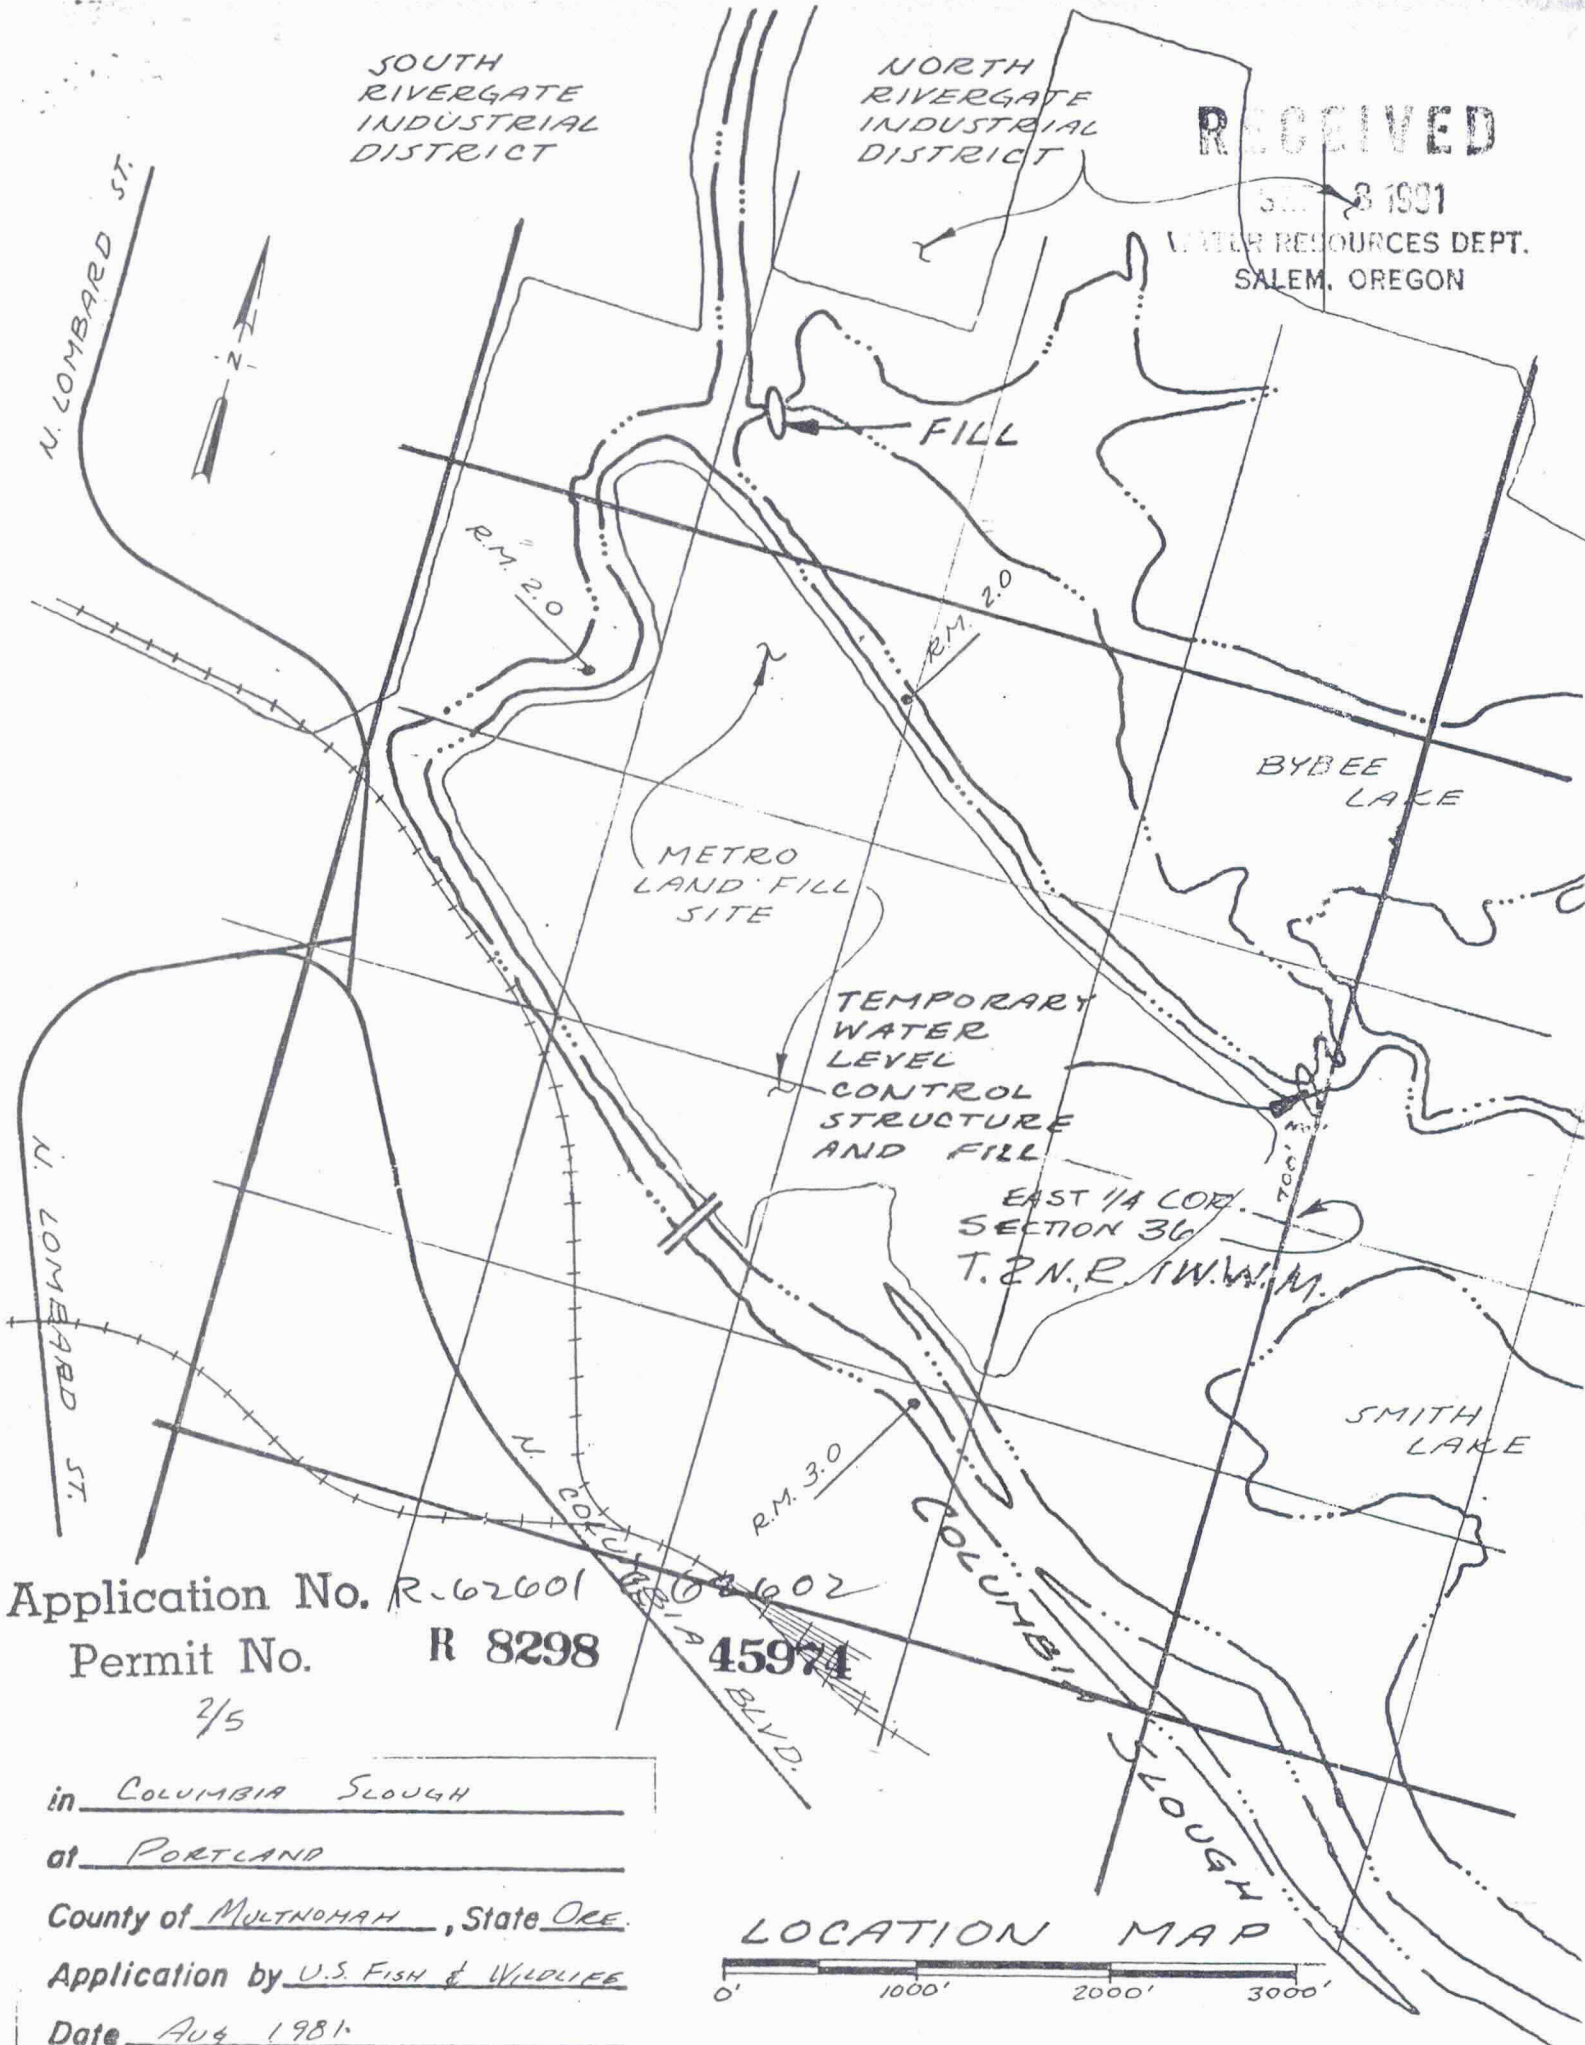 SOUTH
RIVERGATE
INDUSTRIAL
DISTRICT
NORTH
RIVERGATE
INDUSTRIAL
DISTRICT
RECEIVED
8 1981
WATER RESOURCES DEPT.
SALEM, OREGON
N. LOMBARD ST.
N
FILL
R.M. 2.0
R.M. 2.0
BYBEE
LAKE
METRO
LAND FILL
SITE
TEMPORARY
WATER
LEVEL
CONTROL
STRUCTURE
AND FILL
700'
EAST 1/4 COR.
SECTION 36
T. 2 N., R. 1W. W.M.
N. LOMBARD ST.
SMITH
LAKE
R.M. 3.0
N. COLUMBIA BLVD.
COLUMBIA SLOUGH
Application No. R-62601 62602
Permit No. R 8298 45974
2/5
in COLUMBIA SLOUGH
at PORTLAND
County of MULTNOMAH, State ORE.
Application by U.S. FISH & WILDLIFE
Date AUG 1981.
LOCATION MAP
0' 1000' 2000' 3000'